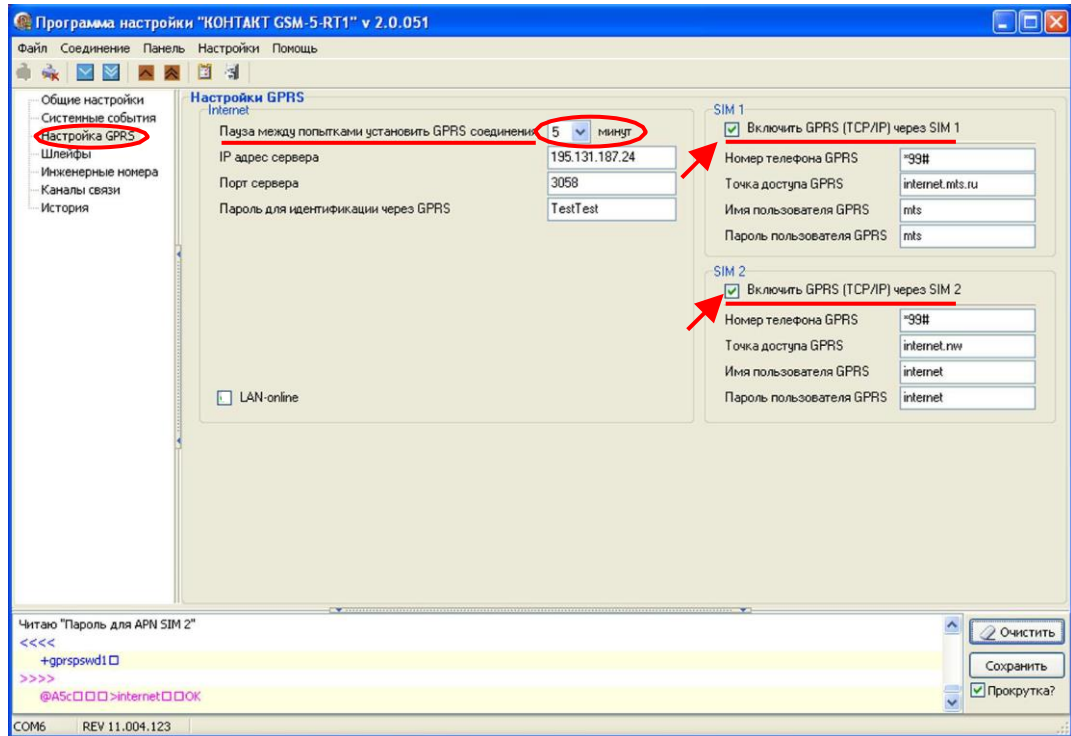 Программа настройки "КОНТАКТ GSM-5-RT1" v 2.0.051
Файл Соединение Панель Настройки Помощь
Общие настройки
Системные события
Настройка GPRS
Шлейфы
Инженерные номера
Каналы связи
История
Настройки GPRS
Internet
Пауза между попытками установить GPRS соединения 5 минут
IP адрес сервера 195.131.187.24
Порт сервера 3058
Пароль для идентификации через GPRS TestTest
LAN-online
SIM 1
Включить GPRS (TCP/IP) через SIM 1
Номер телефона GPRS *99#
Точка доступа GPRS internet.mts.ru
Имя пользователя GPRS mts
Пароль пользователя GPRS mts
SIM 2
Включить GPRS (TCP/IP) через SIM 2
Номер телефона GPRS *99#
Точка доступа GPRS internet.nw
Имя пользователя GPRS internet
Пароль пользователя GPRS internet
Читаю "Пароль для APN SIM 2"
<<<<
+gprspswd1□
>>>>
@A5c□□□>internet□□OK
Очистить
Сохранить
Прокрутка?
COM6 REV 11.004.123